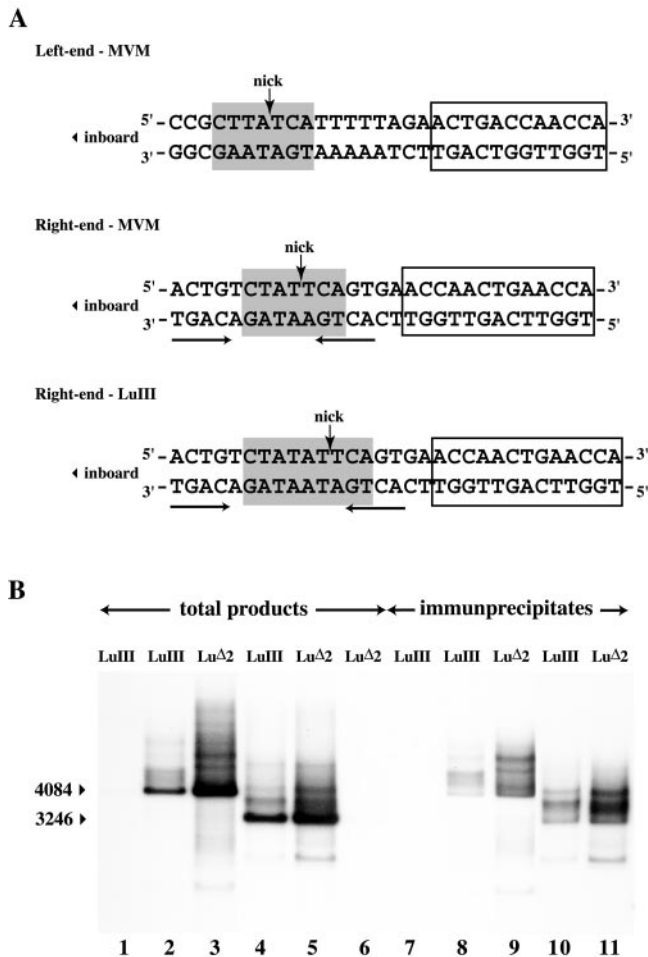 A
Left-end - MVM
nick
5'-CCGCTTATCATTTTTAGAACTGACCAACCA-3'
inboard
3'-GGCGAATAGTAAAAATCTTGACTGGTTGGT-5'
Right-end - MVM
nick
5'-ACTGTCTATTCAGTGAACCAACTGAACCA-3'
inboard
3'-TGACAGATAAGTCACTTGGTTGACTTGGT-5'
Right-end - LuIII
nick
5'-ACTGTCTATATTCAGTGAACCAACTGAACCA-3'
inboard
3'-TGACAGATAATAGTCACTTGGTTGACTTGGT-5'
B
total products immunprecipitates
LuIII LuIII LuΔ2 LuIII LuΔ2 LuΔ2 LuIII LuIII LuΔ2 LuIII LuΔ2
4084
3246
1 2 3 4 5 6 7 8 9 10 11